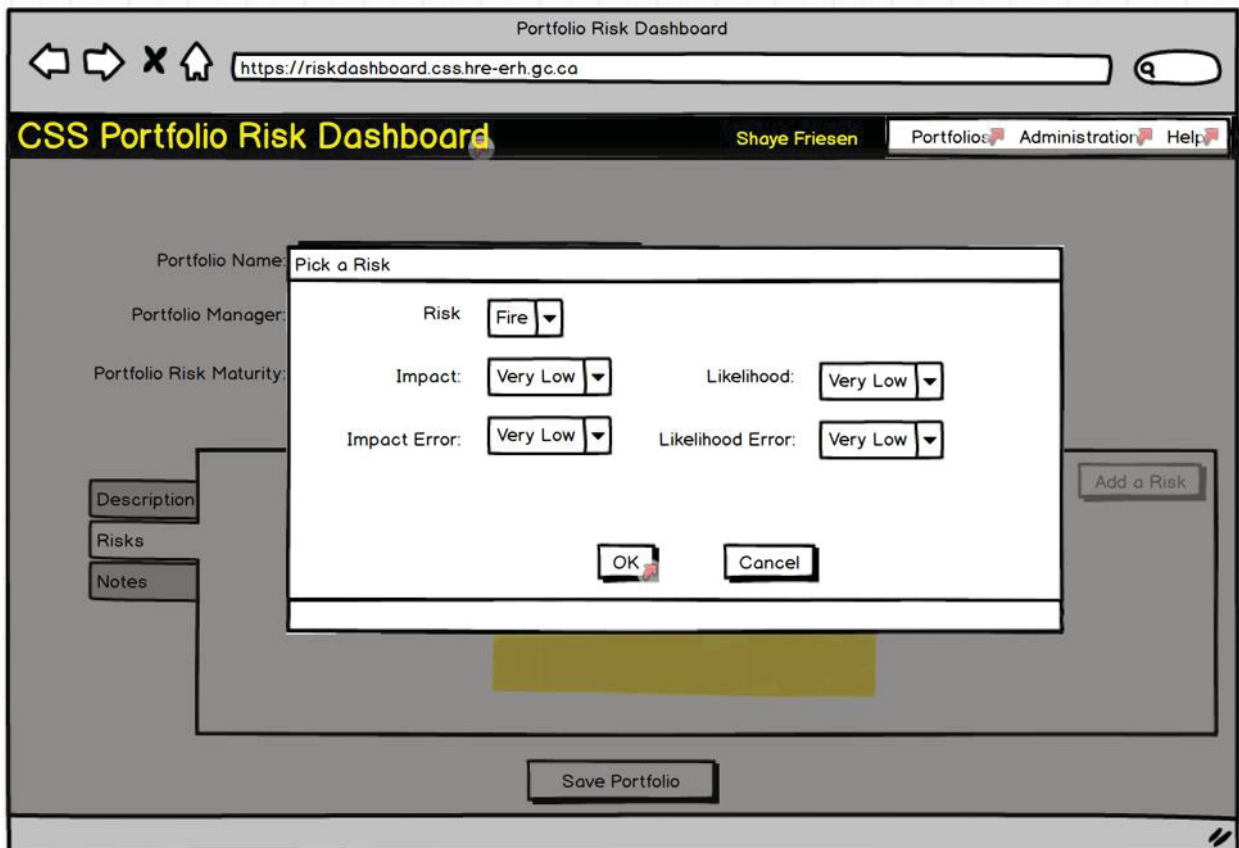 Portfolio Risk Dashboard
https://riskdashboard.css.hre-erh.gc.ca
CSS Portfolio Risk Dashboard Shaye Friesen Portfolios Administration Help
Portfolio Name: Pick a Risk
Portfolio Manager: Risk Fire
Portfolio Risk Maturity: Impact: Very Low Likelihood: Very Low
Impact Error: Very Low Likelihood Error: Very Low
Add a Risk
Description
Risks
OK Cancel
Notes
Save Portfolio